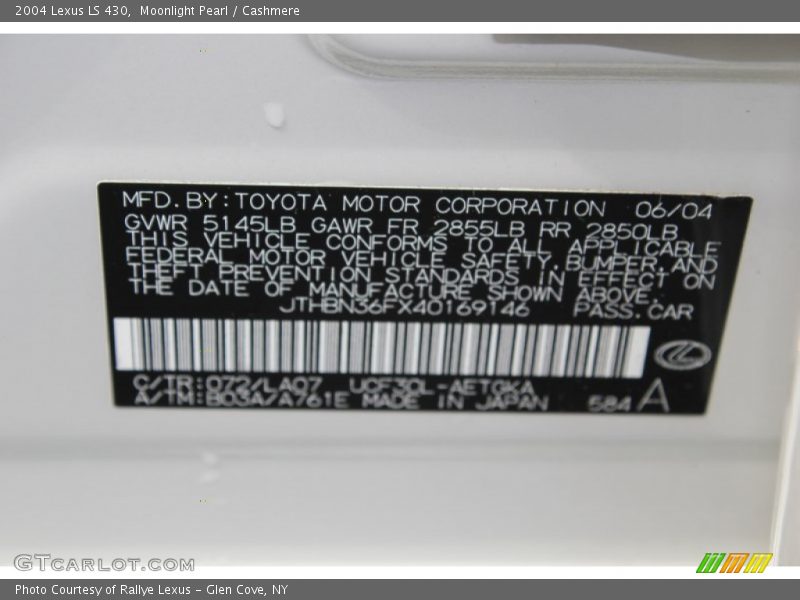 2004 Lexus LS 430,  Moonlight Pearl / Cashmere
MFD. BY: TOYOTA MOTOR CORPORATION 06/04
GVWR 5145LB GAWR FR 2855LB RR 2850LB
THIS VEHICLE CONFORMS TO ALL APPLICABLE
FEDERAL MOTOR VEHICLE SAFETY, BUMPER, AND
THEFT PREVENTION STANDARDS IN EFFECT ON
THE DATE OF MANUFACTURE SHOWN ABOVE.
JTHBN36FX40169146 PASS. CAR
C/TR: 072/LA07 UCF30L-AETGKA
A/TM: B03A/A761E MADE IN JAPAN 584 A
GTCARLOT.COM
Photo Courtesy of Rallye Lexus - Glen Cove, NY